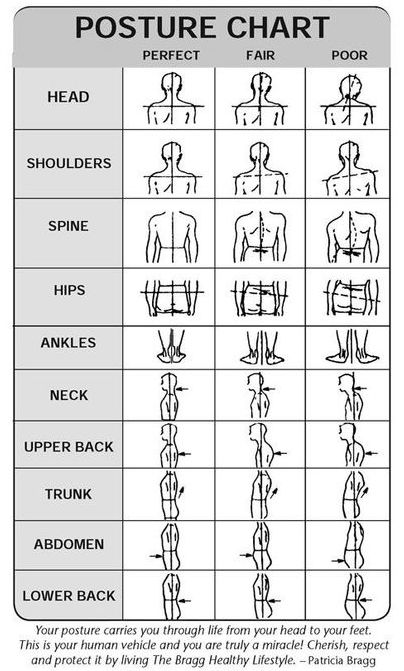 POSTURE CHART
PERFECT FAIR POOR
HEAD
SHOULDERS
SPINE
HIPS
ANKLES
NECK
UPPER BACK
TRUNK
ABDOMEN
LOWER BACK
Your posture carries you through life from your head to your feet.
This is your human vehicle and you are truly a miracle! Cherish, respect
and protect it by living The Bragg Healthy Lifestyle. – Patricia Bragg